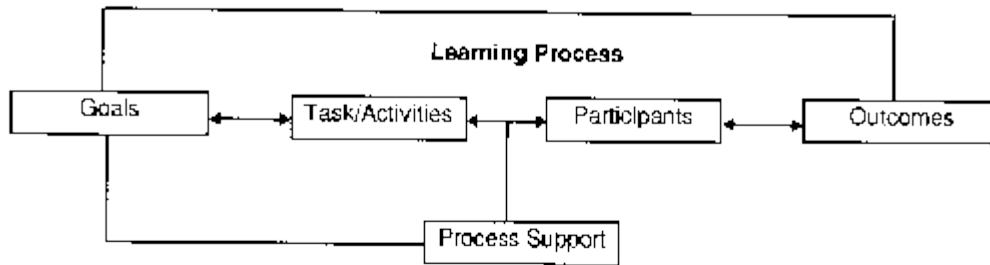 Learning Process
Goals
Task/Activities
Participants
Outcomes
Process Support